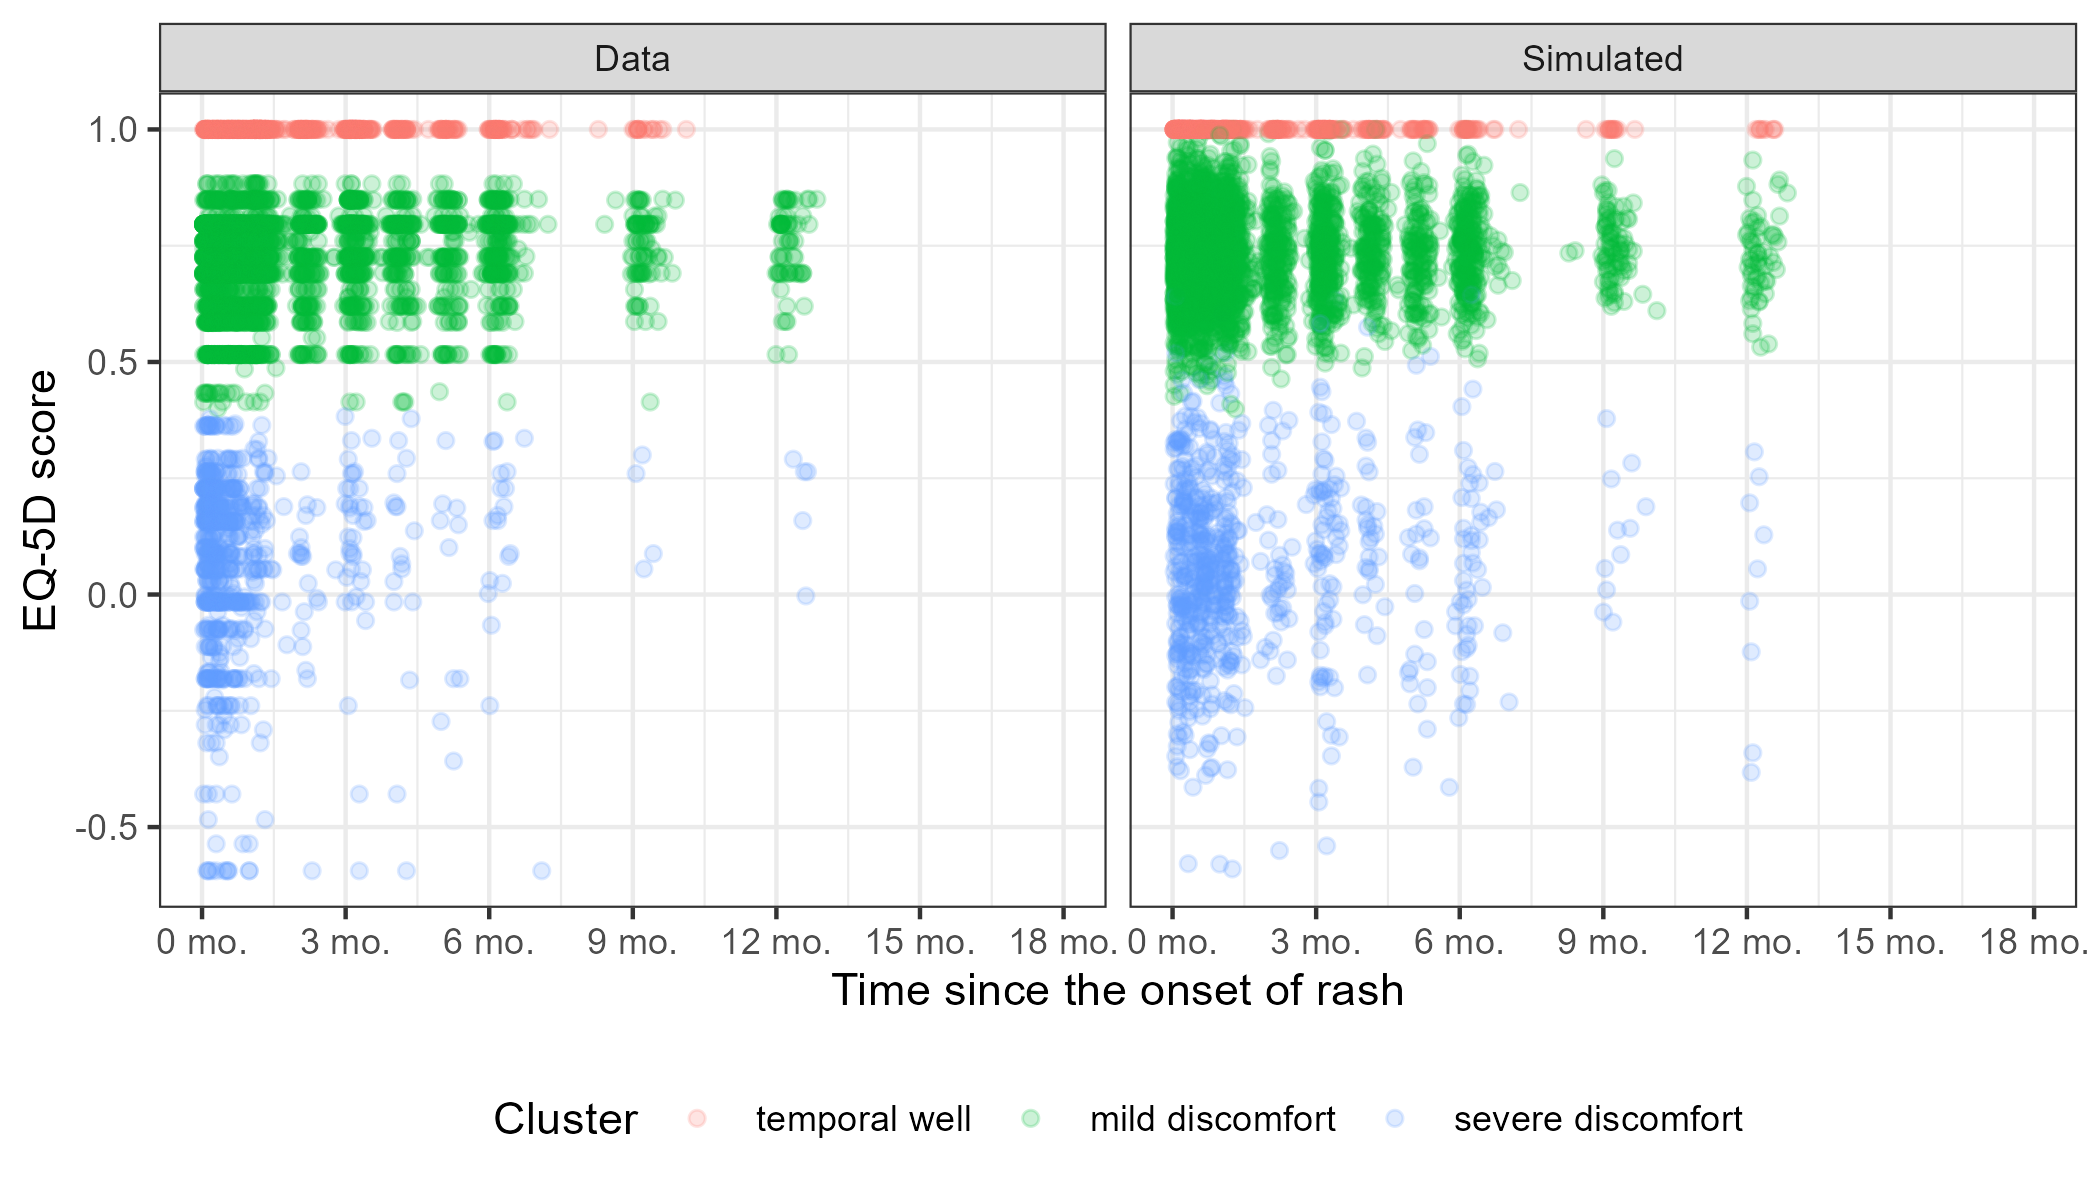 Data
Simulated
EQ-5D score
1.0
0.5
0.0
-0.5
0 mo. 3 mo. 6 mo. 9 mo. 12 mo. 15 mo. 18 mo.
0 mo. 3 mo. 6 mo. 9 mo. 12 mo. 15 mo. 18 mo.
Time since the onset of rash
Cluster temporal well mild discomfort severe discomfort